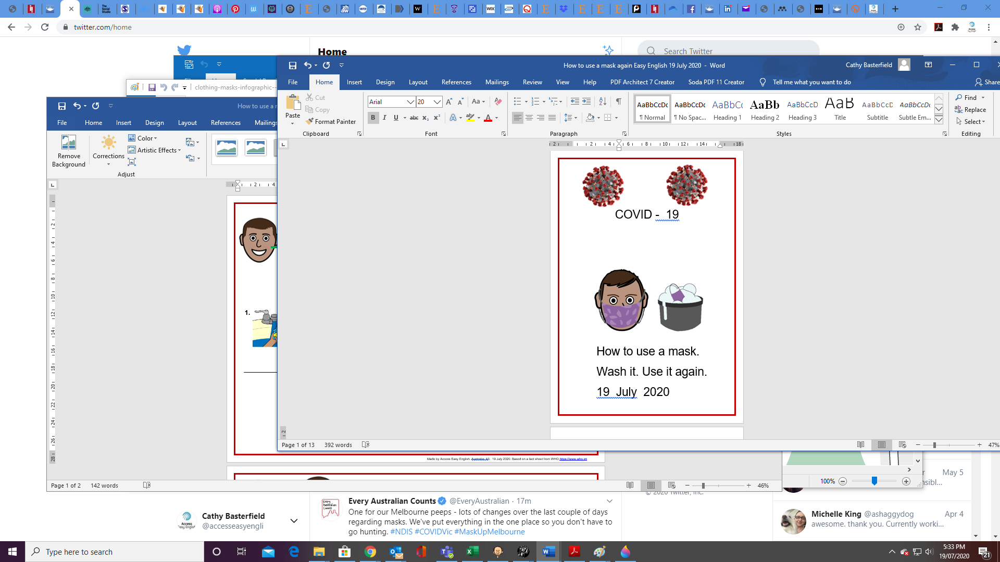 The Social Studio
WIX
twitter.com/home
Home
Search Twitter
clothing-masks-infographic--
How to use a mask again Easy English 19 July 2020 - Word
Cathy Basterfield
File Home Insert Design Layout References Mailings Review View Help PDF Architect 7 Creator Soda PDF 11 Creator Tell me what you want to do Share
Paste
Cut
Copy
Format Painter
Clipboard
Arial 20
Font
Paragraph
AaBbCcDc AaBbCcDc AaBbCc AaBb AaBbCcD AaB AaBbCcD AaBbCcDc
¶ Normal ¶ No Spac... Heading 1 Heading 2 Heading 3 Title Subtitle Subtle Em...
Styles
Find
Replace
Select
Editing
How to use a
File Home Insert Design Layout References Mailings
Remove Background
Corrections
Color
Artistic Effects
Adjust
1.
Made by Access Easy English. Australia. A3. 19 July 2020. Based on a fact sheet from WHO https://www.who.int
Page 1 of 2 142 words
46%
COVID - 19
How to use a mask.
Wash it. Use it again.
19 July 2020
Page 1 of 13 392 words
47%
100%
© 2020 Twitter, Inc.
May 5
Cathy Basterfield
@accesseasyengli
Every Australian Counts @EveryAustralian · 17m
One for our Melbourne peeps - lots of changes over the last couple of days
regarding masks. We've put everything in the one place so you don't have to
go hunting. #NDIS #COVIDVic #MaskUpMelbourne
Michelle King @ashaggydog Apr 4
awesome. thank you. Currently worki...
Type here to search
5:33 PM
19/07/2020
21